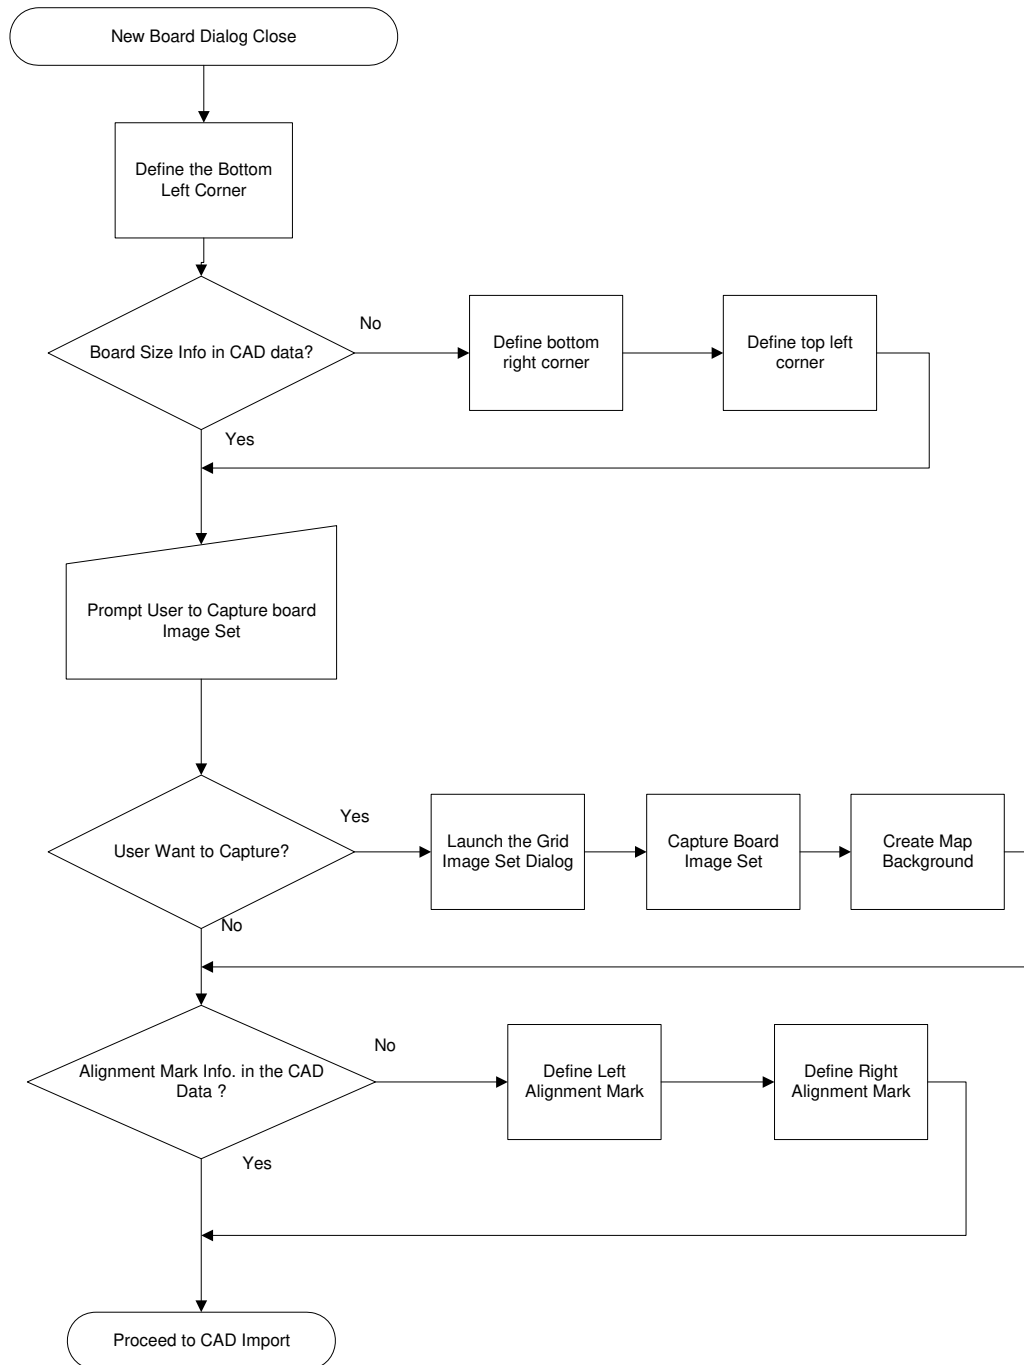 New Board Dialog Close
Define the Bottom
Left Corner
Board Size Info in CAD data?
No
Define bottom
right corner
Define top left
corner
Yes
Prompt User to Capture board
Image Set
User Want to Capture?
Yes
Launch the Grid
Image Set Dialog
Capture Board
Image Set
Create Map
Background
No
Alignment Mark Info. in the CAD
Data ?
No
Define Left
Alignment Mark
Define Right
Alignment Mark
Yes
Proceed to CAD Import